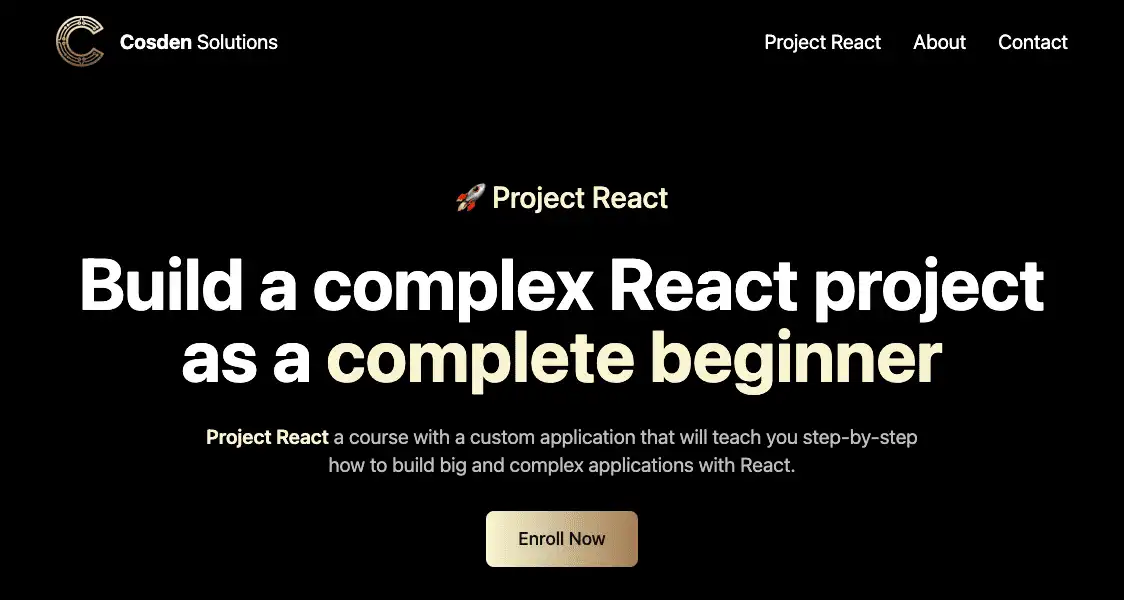 Cosden Solutions
Project React
About
Contact
🚀 Project React
Build a complex React project
as a complete beginner
Project React a course with a custom application that will teach you step-by-step
how to build big and complex applications with React.
Enroll Now